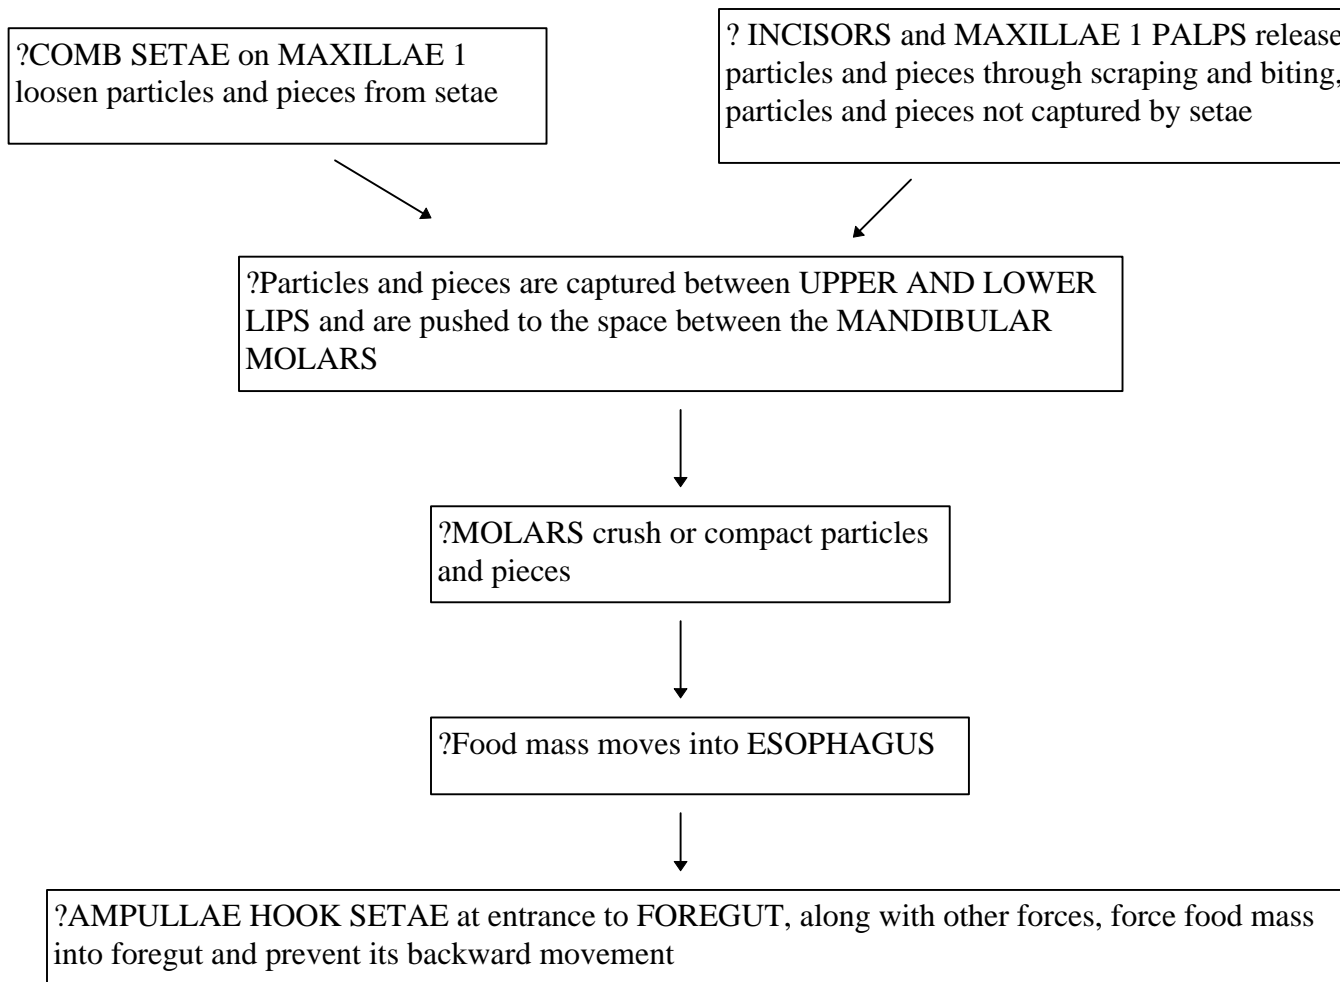 ?COMB SETAE on MAXILLAE 1
loosen particles and pieces from setae
? INCISORS and MAXILLAE 1 PALPS release
particles and pieces through scraping and biting,
particles and pieces not captured by setae
?Particles and pieces are captured between UPPER AND LOWER
LIPS and are pushed to the space between the MANDIBULAR
MOLARS
?MOLARS crush or compact particles
and pieces
?Food mass moves into ESOPHAGUS
?AMPULLAE HOOK SETAE at entrance to FOREGUT, along with other forces, force food mass
into foregut and prevent its backward movement